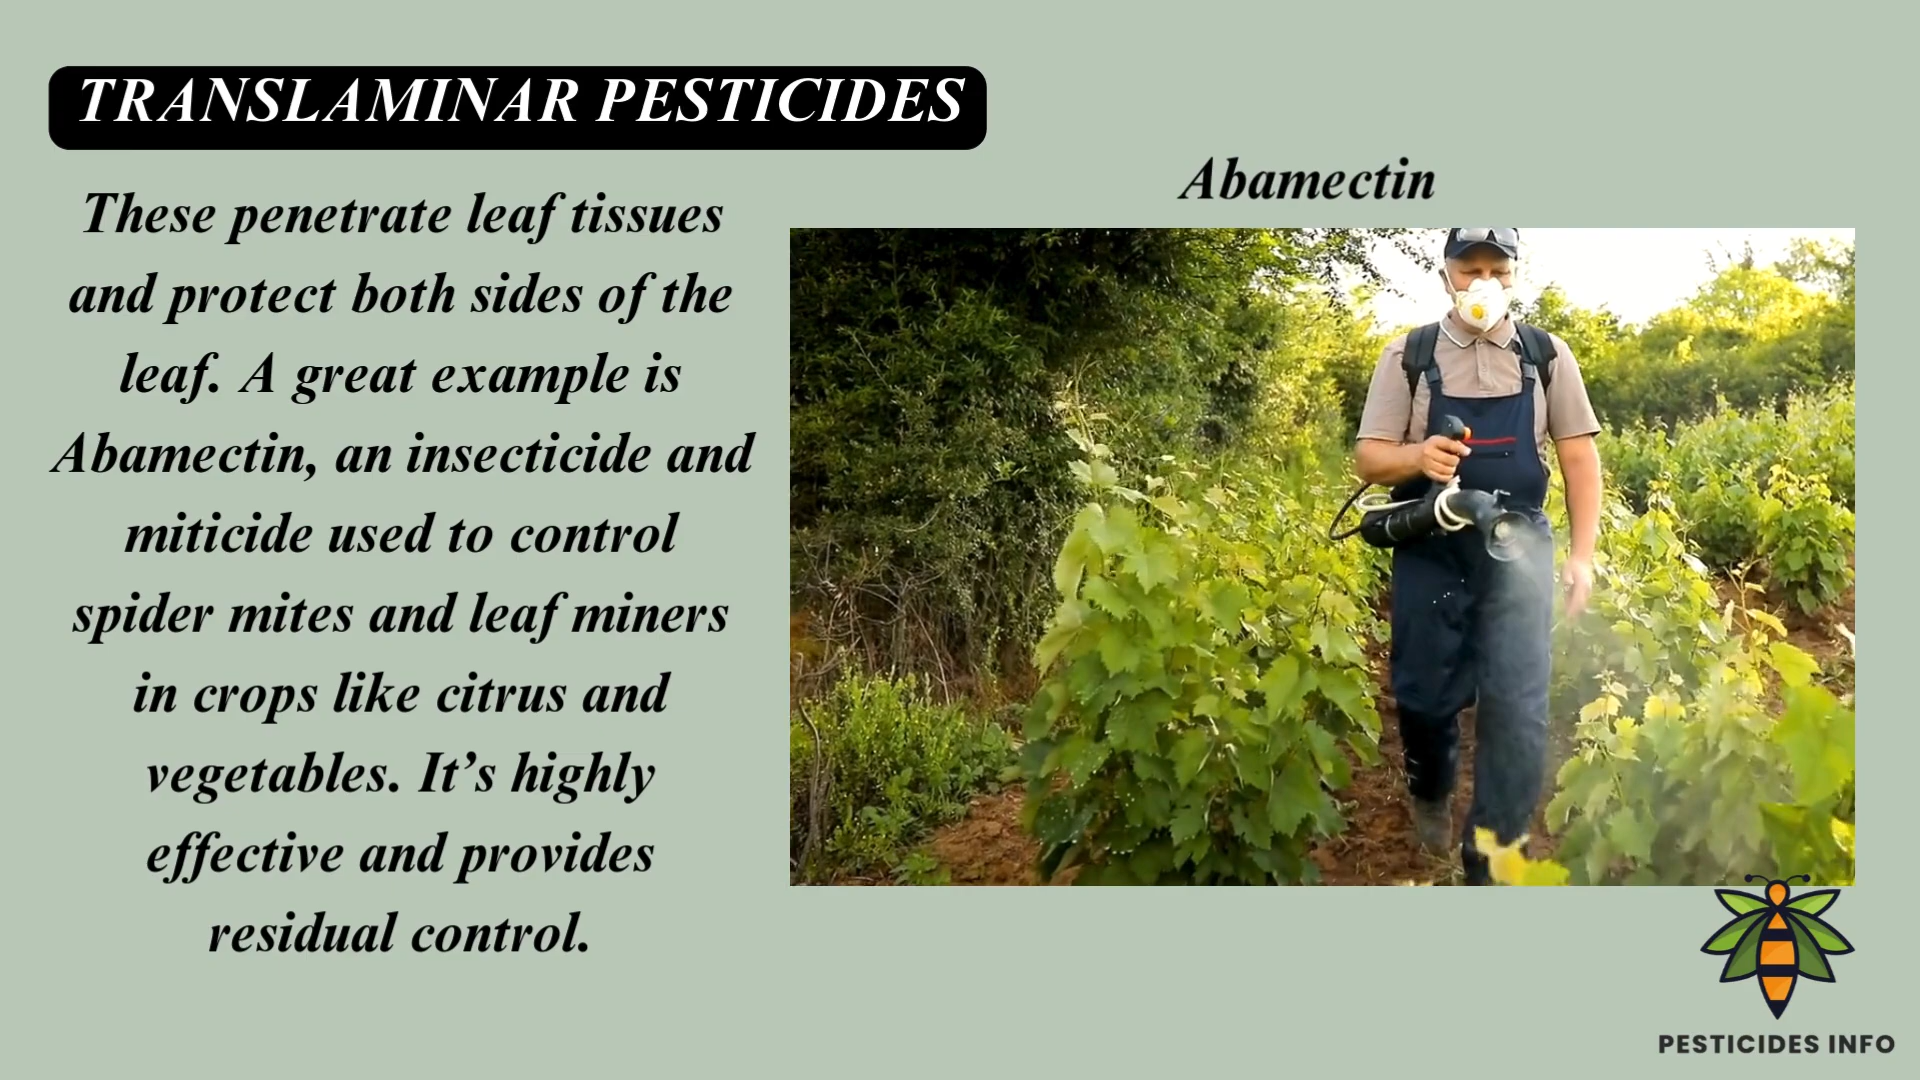 TRANSLAMINAR PESTICIDES
These penetrate leaf tissues
and protect both sides of the
leaf. A great example is
Abamectin, an insecticide and
miticide used to control
spider mites and leaf miners
in crops like citrus and
vegetables. It’s highly
effective and provides
residual control.
Abamectin
PESTICIDES INFO